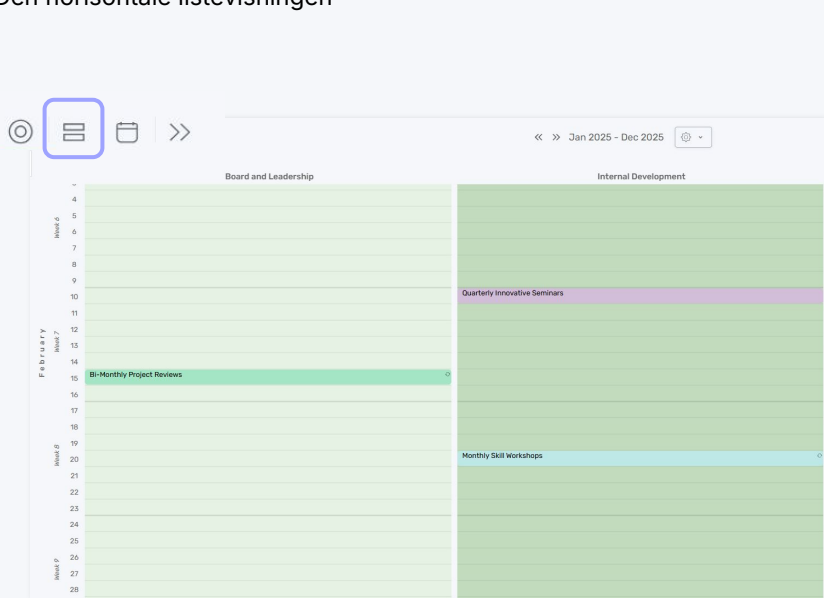 Den horisontale listevisningen
Jan 2025 - Dec 2025
Board and Leadership
Internal Development
4
5
Week 6
6
7
8
9
10
Quarterly Innovative Seminars
11
February
12
Week 7
13
14
15
Bi-Monthly Project Reviews
16
17
18
19
Week 8
20
Monthly Skill Workshops
21
22
23
24
25
26
Week 9
27
28